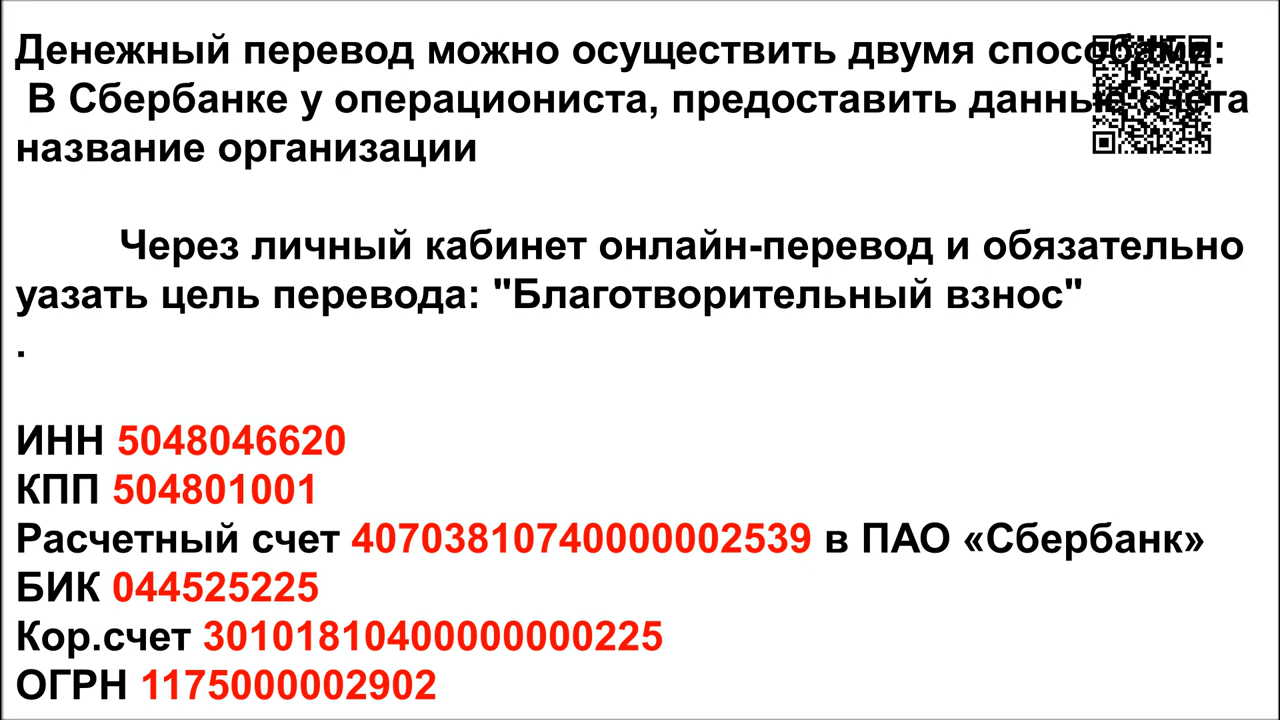 Денежный перевод можно осуществить двумя способами:
В Сбербанке у операциониста, предоставить данные счета
название организации
Через личный кабинет онлайн-перевод и обязательно
уазать цель перевода: "Благотворительный взнос"
.
ИНН 5048046620
КПП 504801001
Расчетный счет 40703810740000002539 в ПАО «Сбербанк»
БИК 044525225
Кор.счет 30101810400000000225
ОГРН 1175000002902